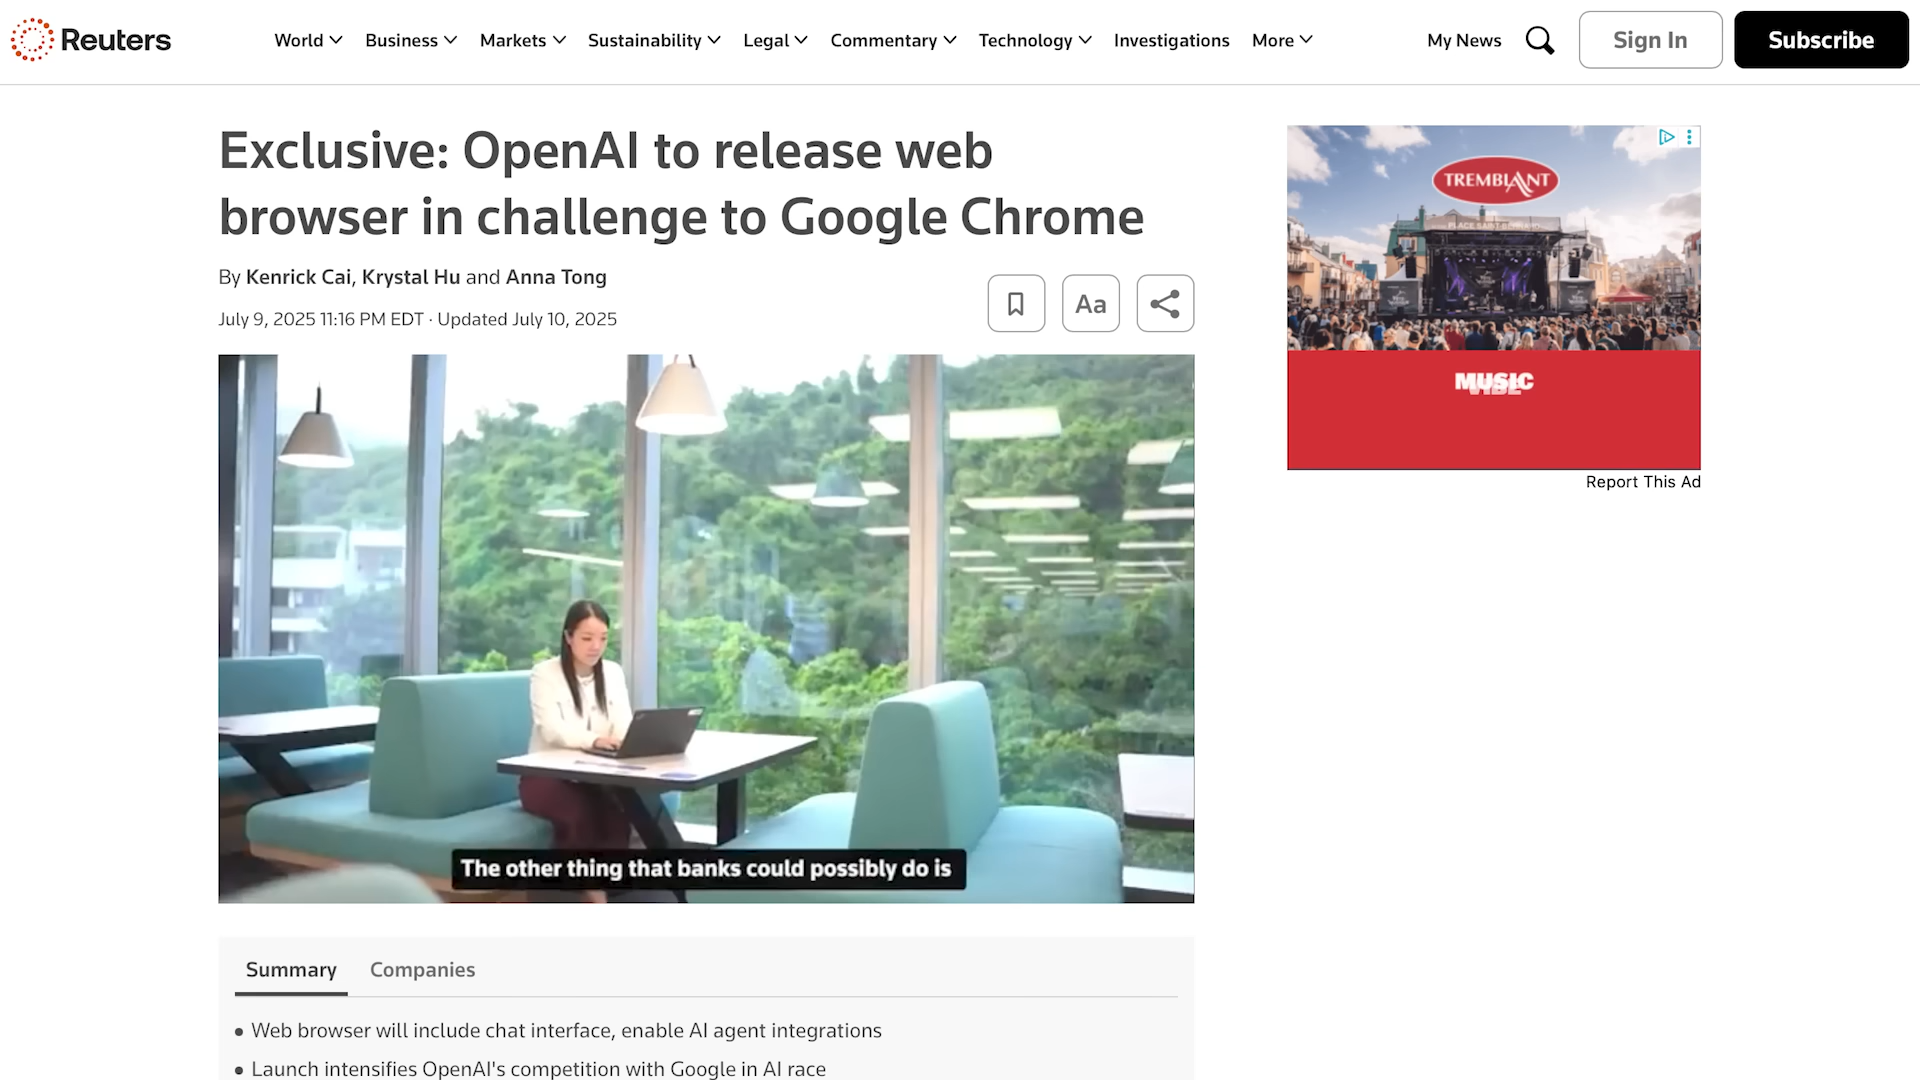 Reuters
World
Business
Markets
Sustainability
Legal
Commentary
Technology
Investigations
More
My News
Sign In
Subscribe
Exclusive: OpenAI to release web
browser in challenge to Google Chrome
By Kenrick Cai, Krystal Hu and Anna Tong
July 9, 2025 11:16 PM EDT · Updated July 10, 2025
Aa
TREMBLANT
PLACE SAINT-BERNARD
MUSIC
VIBE
Report This Ad
The other thing that banks could possibly do is
Summary
Companies
• Web browser will include chat interface, enable AI agent integrations
• Launch intensifies OpenAI's competition with Google in AI race